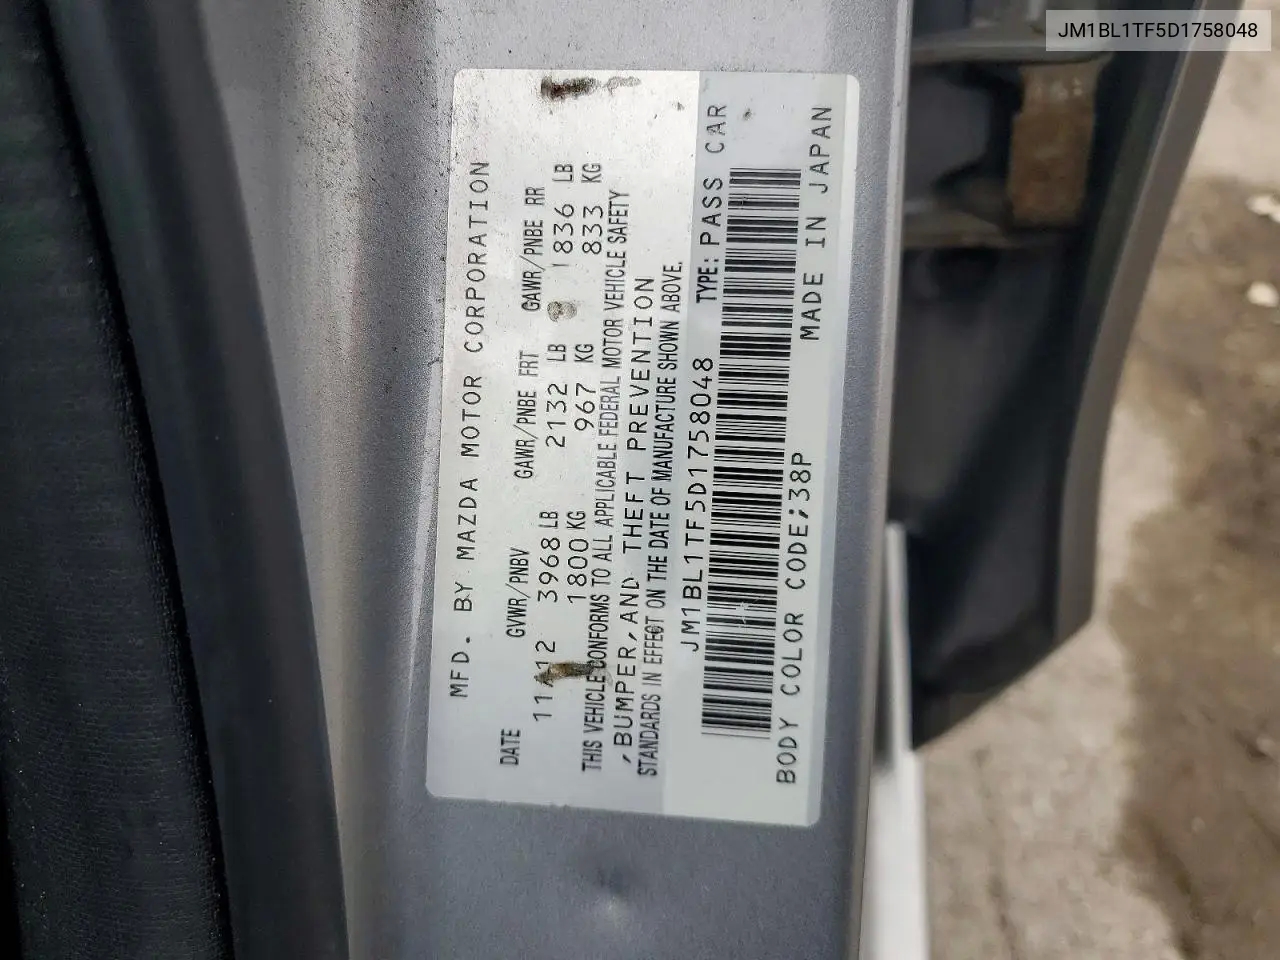 JM1BL1TF5D1758048
MFD. BY MAZDA MOTOR CORPORATION
DATE GVWR/PNBV GAWR/PNBE FRT GAWR/PNBE RR
11/12 3968 LB 2132 LB 1836 LB
1800 KG 967 KG 833 KG
THIS VEHICLE CONFORMS TO ALL APPLICABLE FEDERAL MOTOR VEHICLE SAFETY
,BUMPER,AND THEFT PREVENTION
STANDARDS IN EFFECT ON THE DATE OF MANUFACTURE SHOWN ABOVE.
JM1BL1TF5D1758048 TYPE: PASS CAR
BODY COLOR CODE;38P MADE IN JAPAN